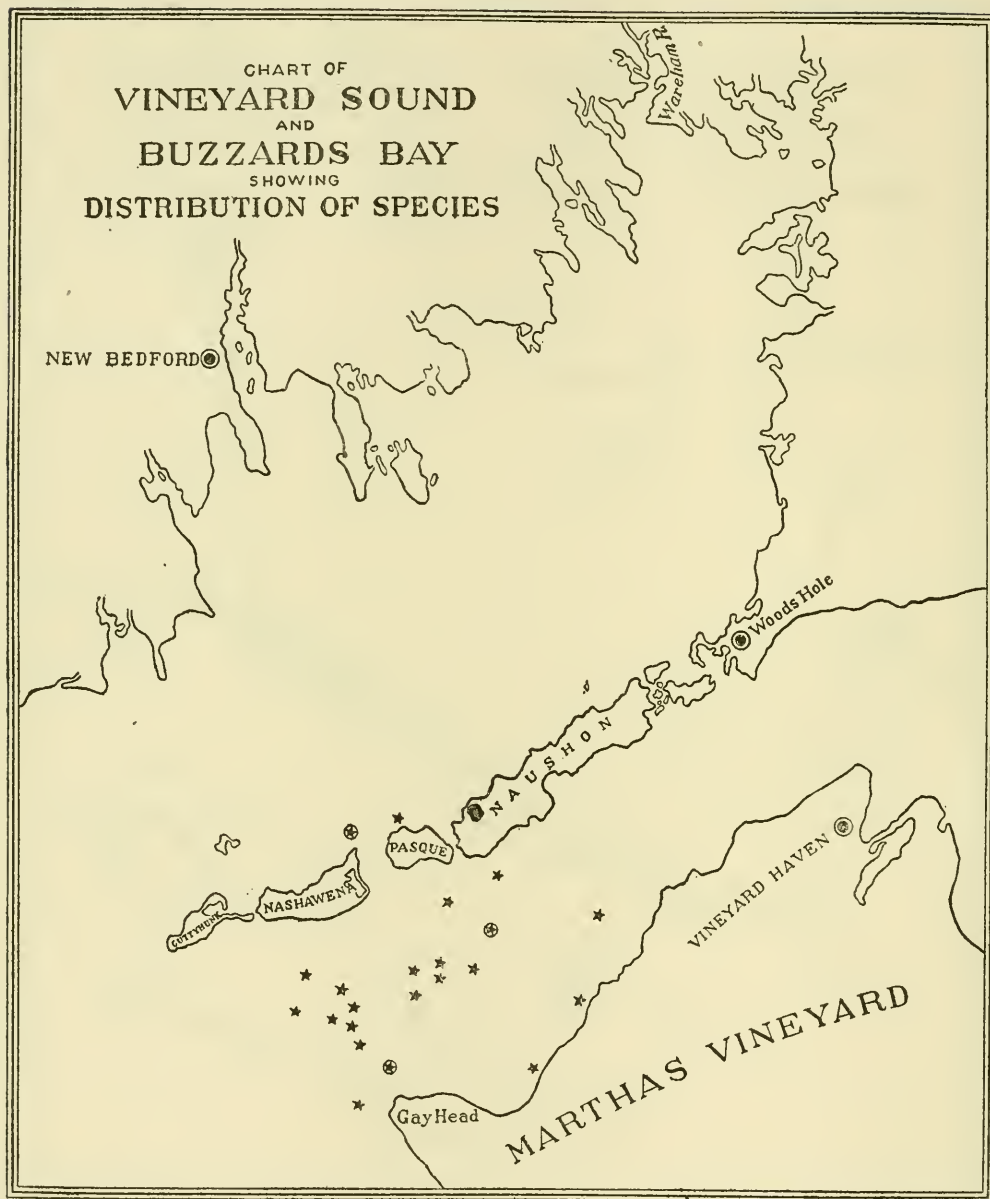 CHART OF
VINEYARD SOUND
AND
BUZZARDS BAY
SHOWING
DISTRIBUTION OF SPECIES
Wareham R.
NEW BEDFORD
Woods Hole
NAUSHON
PASQUE
NASHAWENA
CUTTYHUNK
VINEYARD HAVEN
MARTHAS VINEYARD
Gay Head